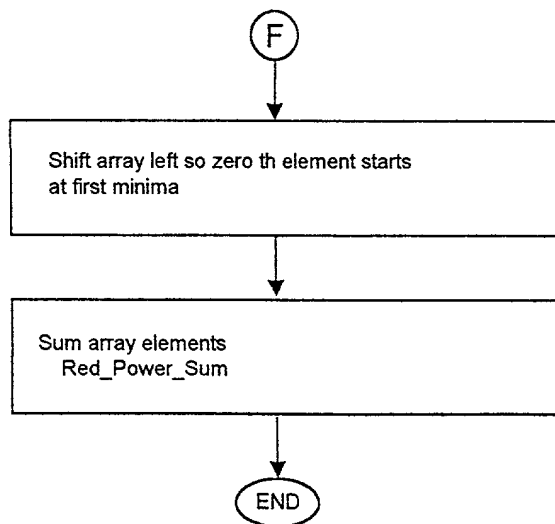 F
Shift array left so zero th element starts
at first minima
Sum array elements
Red_Power_Sum
END